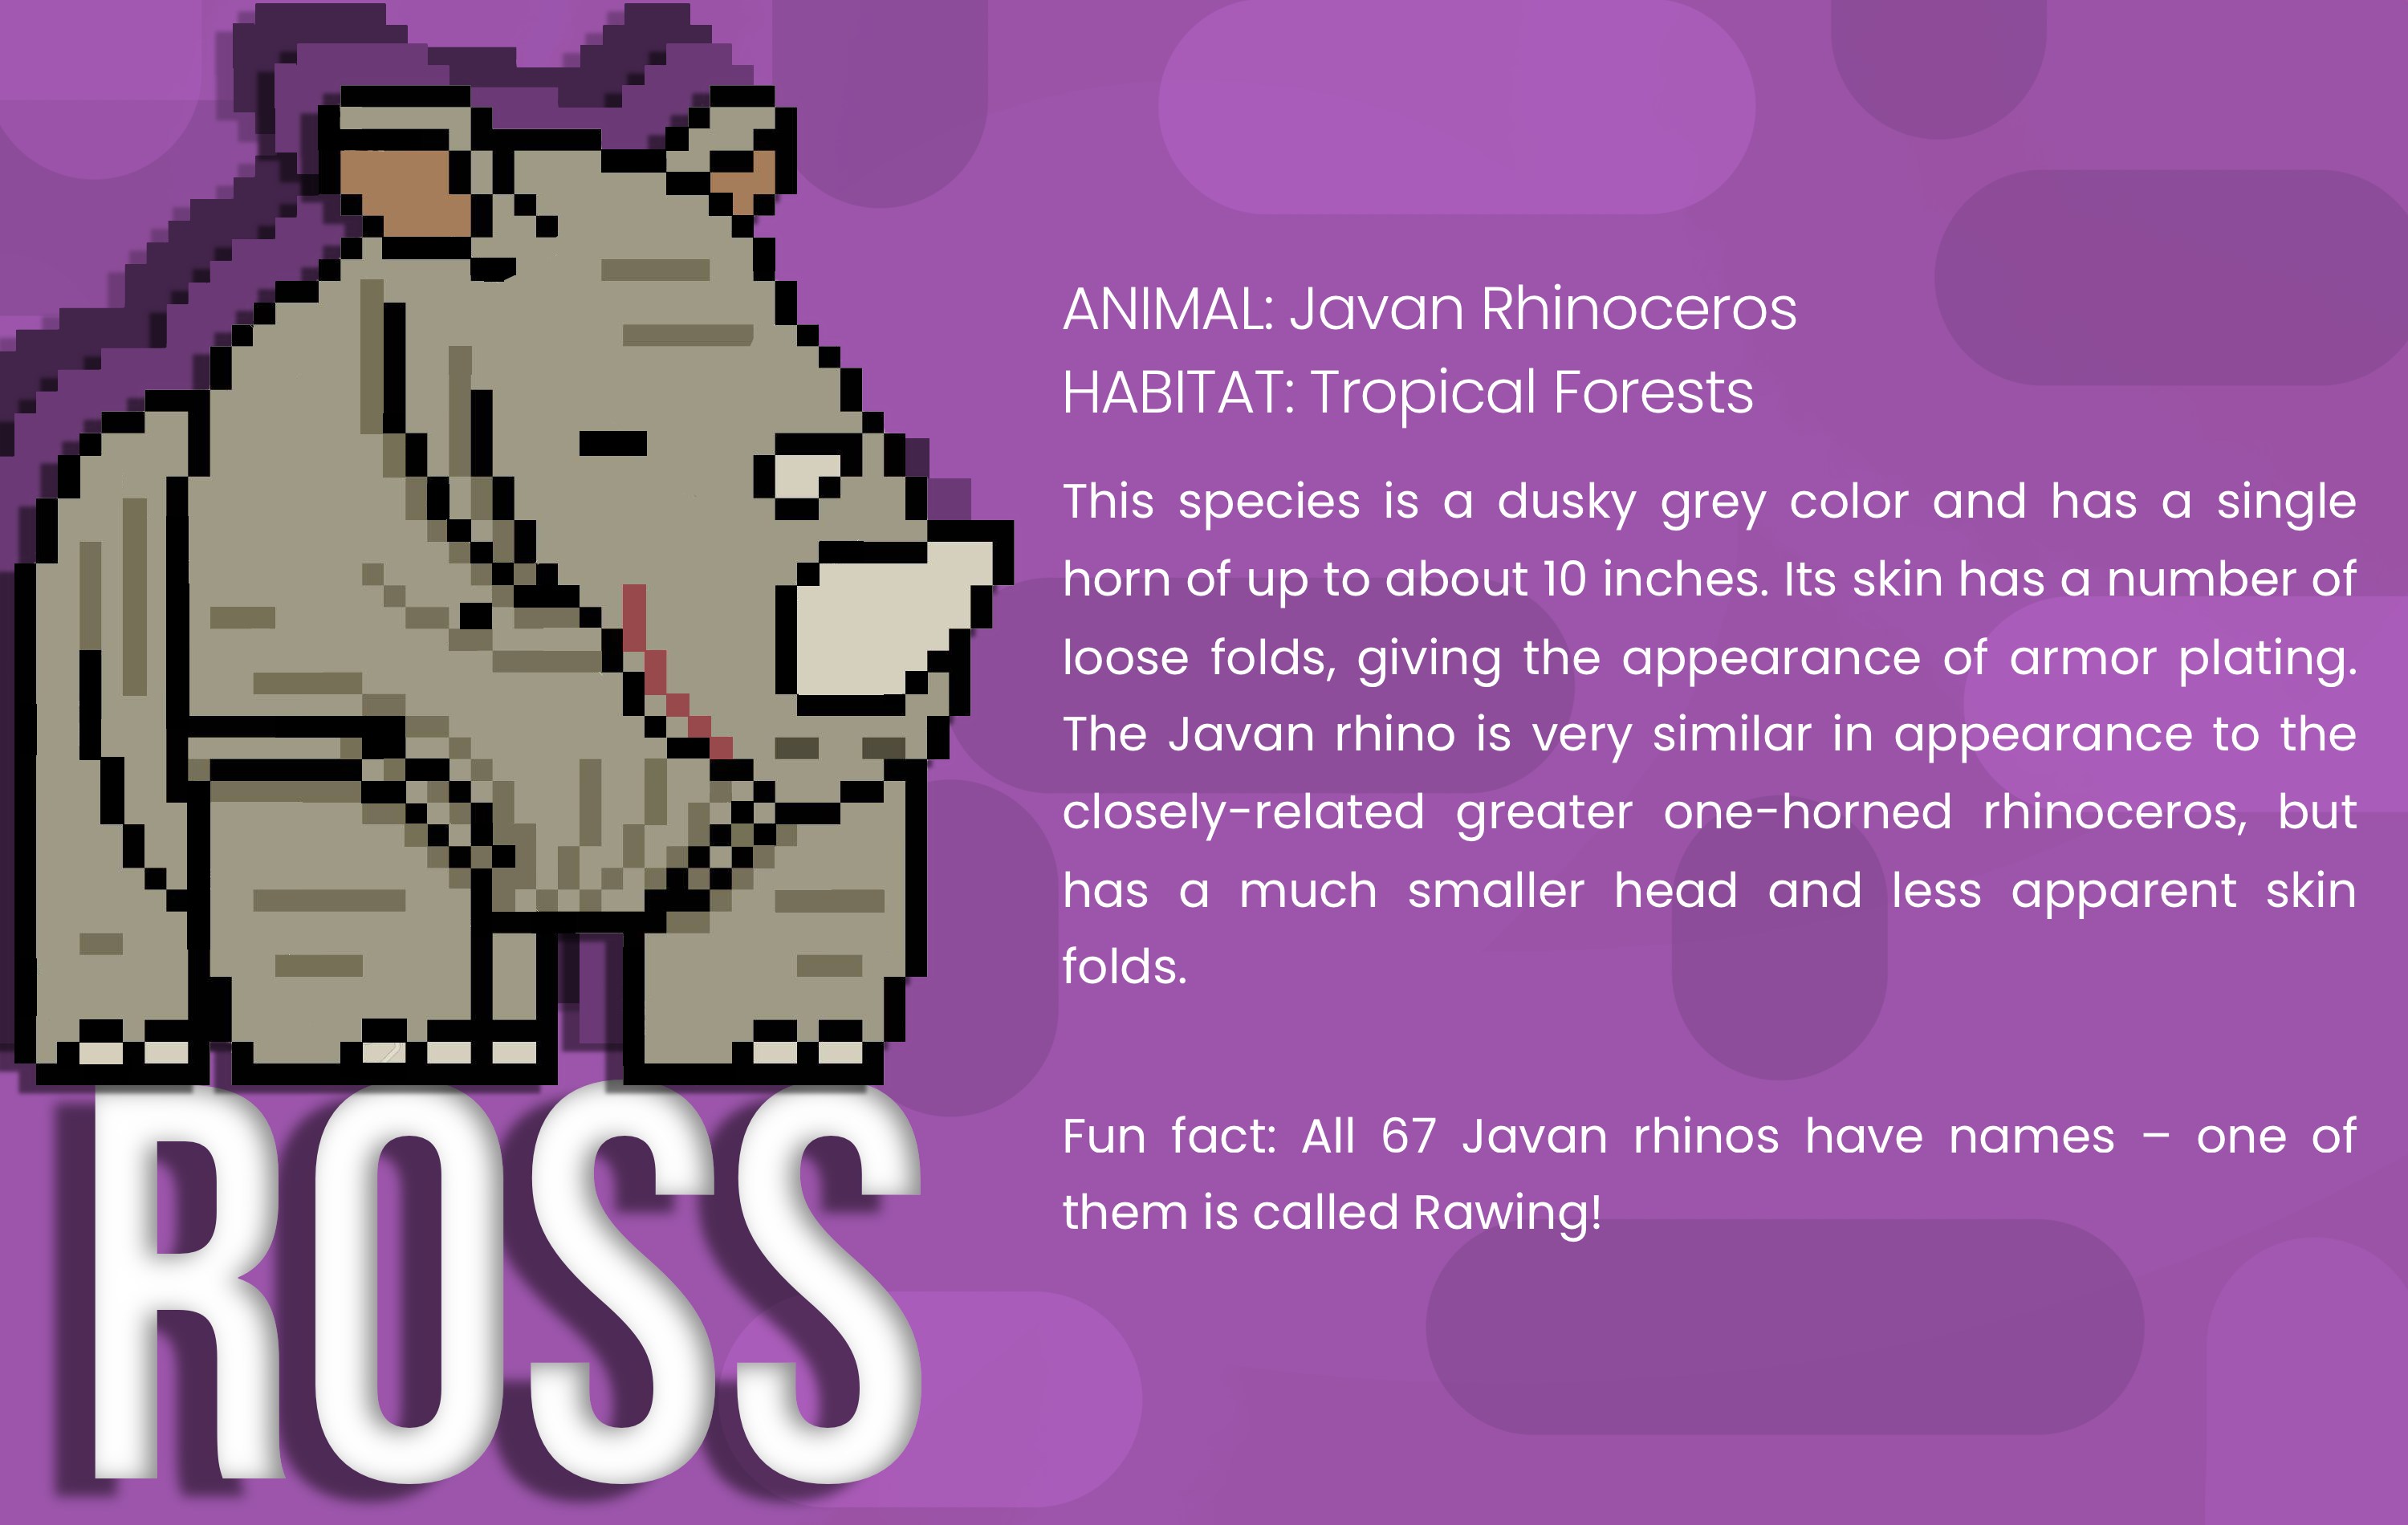 ANIMAL: Javan Rhinoceros
HABITAT: Tropical Forests
This species is a dusky grey color and has a single
horn of up to about 10 inches. Its skin has a number of
loose folds, giving the appearance of armor plating.
The Javan rhino is very similar in appearance to the
closely-related greater one-horned rhinoceros, but
has a much smaller head and less apparent skin
folds.
Fun fact: All 67 Javan rhinos have names – one of
them is called Rawing!
ROSS